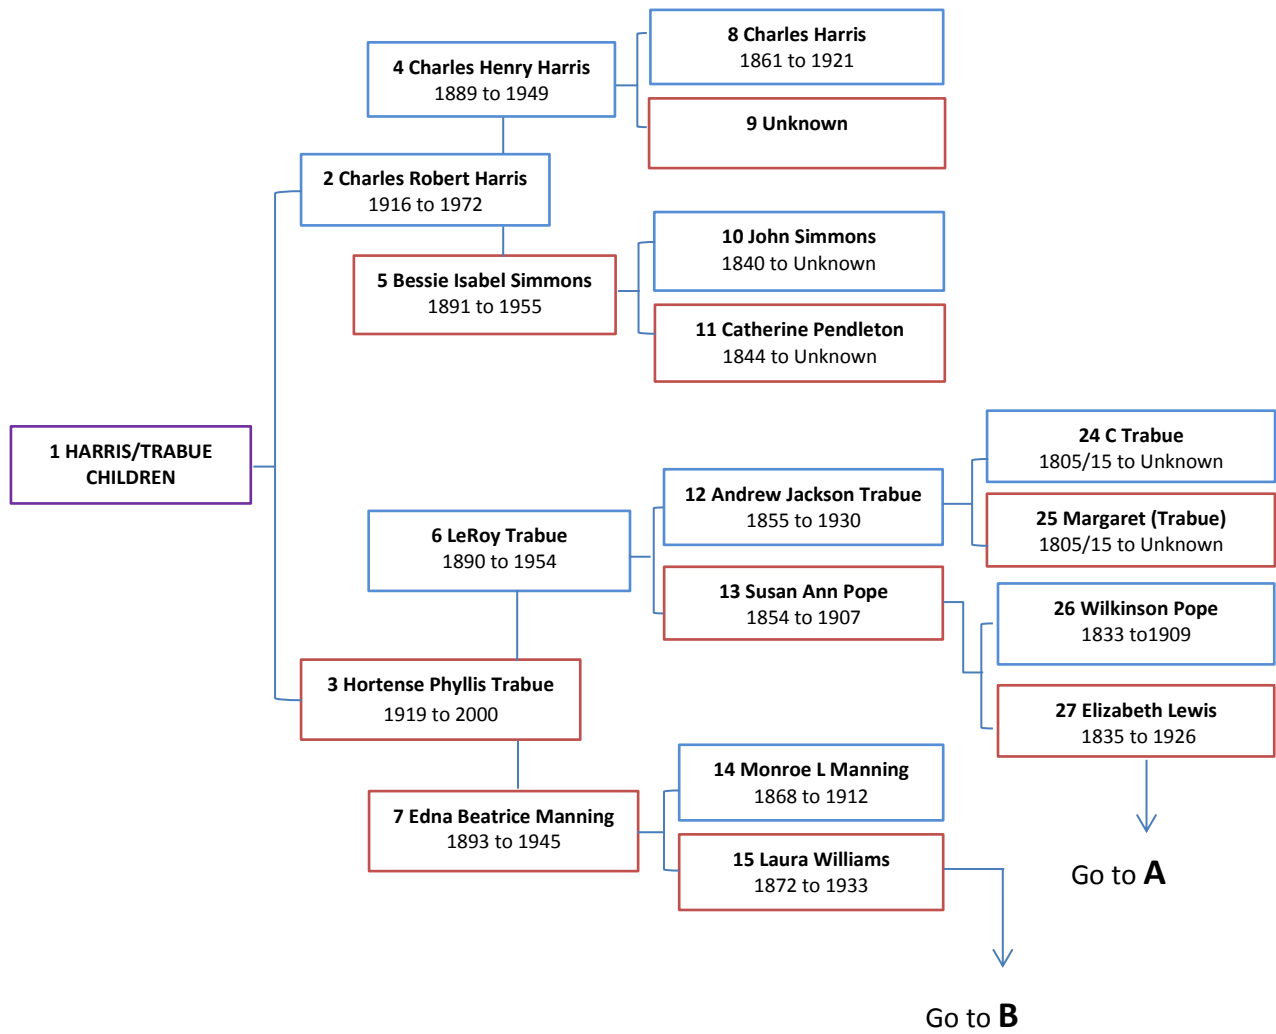 8 Charles Harris
1861 to 1921
4 Charles Henry Harris
1889 to 1949
9 Unknown
2 Charles Robert Harris
1916 to 1972
10 John Simmons
1840 to Unknown
5 Bessie Isabel Simmons
1891 to 1955
11 Catherine Pendleton
1844 to Unknown
1 HARRIS/TRABUE
CHILDREN
24 C Trabue
1805/15 to Unknown
12 Andrew Jackson Trabue
1855 to 1930
25 Margaret (Trabue)
1805/15 to Unknown
6 LeRoy Trabue
1890 to 1954
13 Susan Ann Pope
1854 to 1907
26 Wilkinson Pope
1833 to1909
3 Hortense Phyllis Trabue
1919 to 2000
27 Elizabeth Lewis
1835 to 1926
14 Monroe L Manning
1868 to 1912
7 Edna Beatrice Manning
1893 to 1945
15 Laura Williams
1872 to 1933
Go to A
Go to B